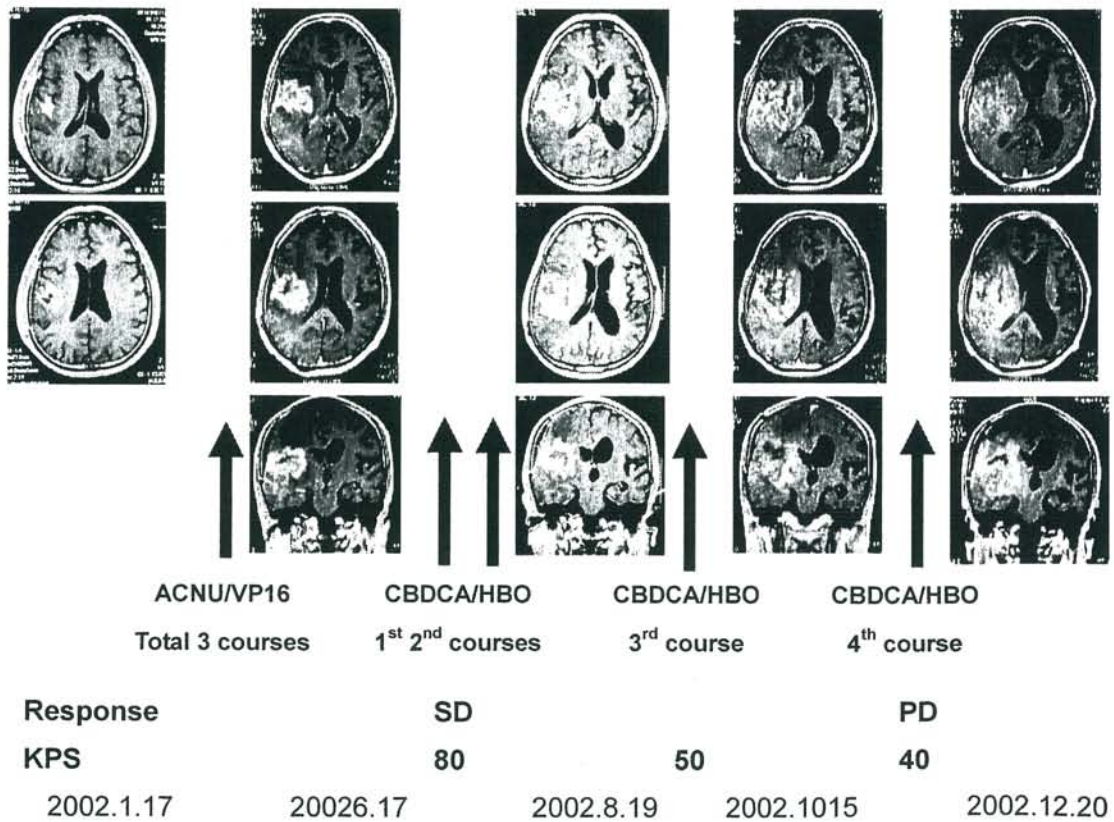 ACNU/VP16 CBDCA/HBO CBDCA/HBO CBDCA/HBO
Total 3 courses 1st 2nd courses 3rd course 4th course
Response SD PD
KPS 80 50 40
2002.1.17 20026.17 2002.8.19 2002.1015 2002.12.20